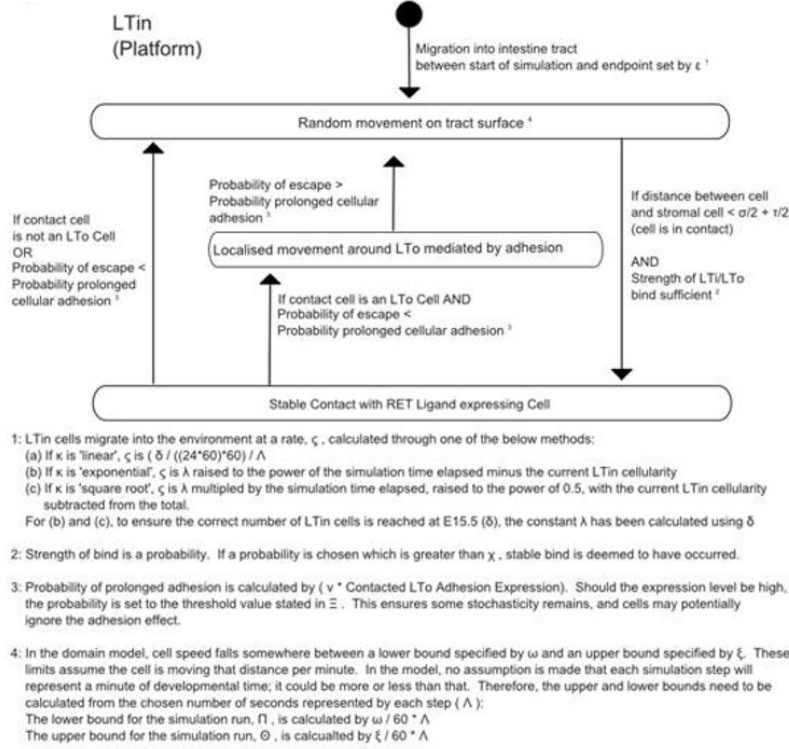 LTin
(Platform)
Migration into intestine tract
between start of simulation and endpoint set by ε ¹
Random movement on tract surface ⁴
Probability of escape >
Probability prolonged cellular
adhesion ³
If distance between cell
and stromal cell < σ/2 + τ/2
(cell is in contact)
AND
Strength of LTi/LTo
bind sufficient ²
If contact cell
is not an LTo Cell
OR
Probability of escape <
Probability prolonged
cellular adhesion ³
Localised movement around LTo mediated by adhesion
If contact cell is an LTo Cell AND
Probability of escape <
Probability prolonged cellular adhesion ³
Stable Contact with RET Ligand expressing Cell
1: LTin cells migrate into the environment at a rate, ς , calculated through one of the below methods:
(a) If κ is 'linear', ς is ( δ / ((24*60)*60) / Λ
(b) If κ is 'exponential', ς is λ raised to the power of the simulation time elapsed minus the current LTin cellularity
(c) If κ is 'square root', ς is λ multipled by the simulation time elapsed, raised to the power of 0.5, with the current LTin cellularity
subtracted from the total.
For (b) and (c), to ensure the correct number of LTin cells is reached at E15.5 (δ), the constant λ has been calculated using δ
2: Strength of bind is a probability. If a probability is chosen which is greater than χ , stable bind is deemed to have occurred.
3: Probability of prolonged adhesion is calculated by ( ν * Contacted LTo Adhesion Expression). Should the expression level be high,
the probability is set to the threshold value stated in Ξ . This ensures some stochasticity remains, and cells may potentially
ignore the adhesion effect.
4: In the domain model, cell speed falls somewhere between a lower bound specified by ω and an upper bound specified by ξ. These
limits assume the cell is moving that distance per minute. In the model, no assumption is made that each simulation step will
represent a minute of developmental time; it could be more or less than that. Therefore, the upper and lower bounds need to be
calculated from the chosen number of seconds represented by each step ( Λ ):
The lower bound for the simulation run, Π , is calculated by ω / 60 * Λ
The upper bound for the simulation run, Θ , is calcualted by ξ / 60 * Λ